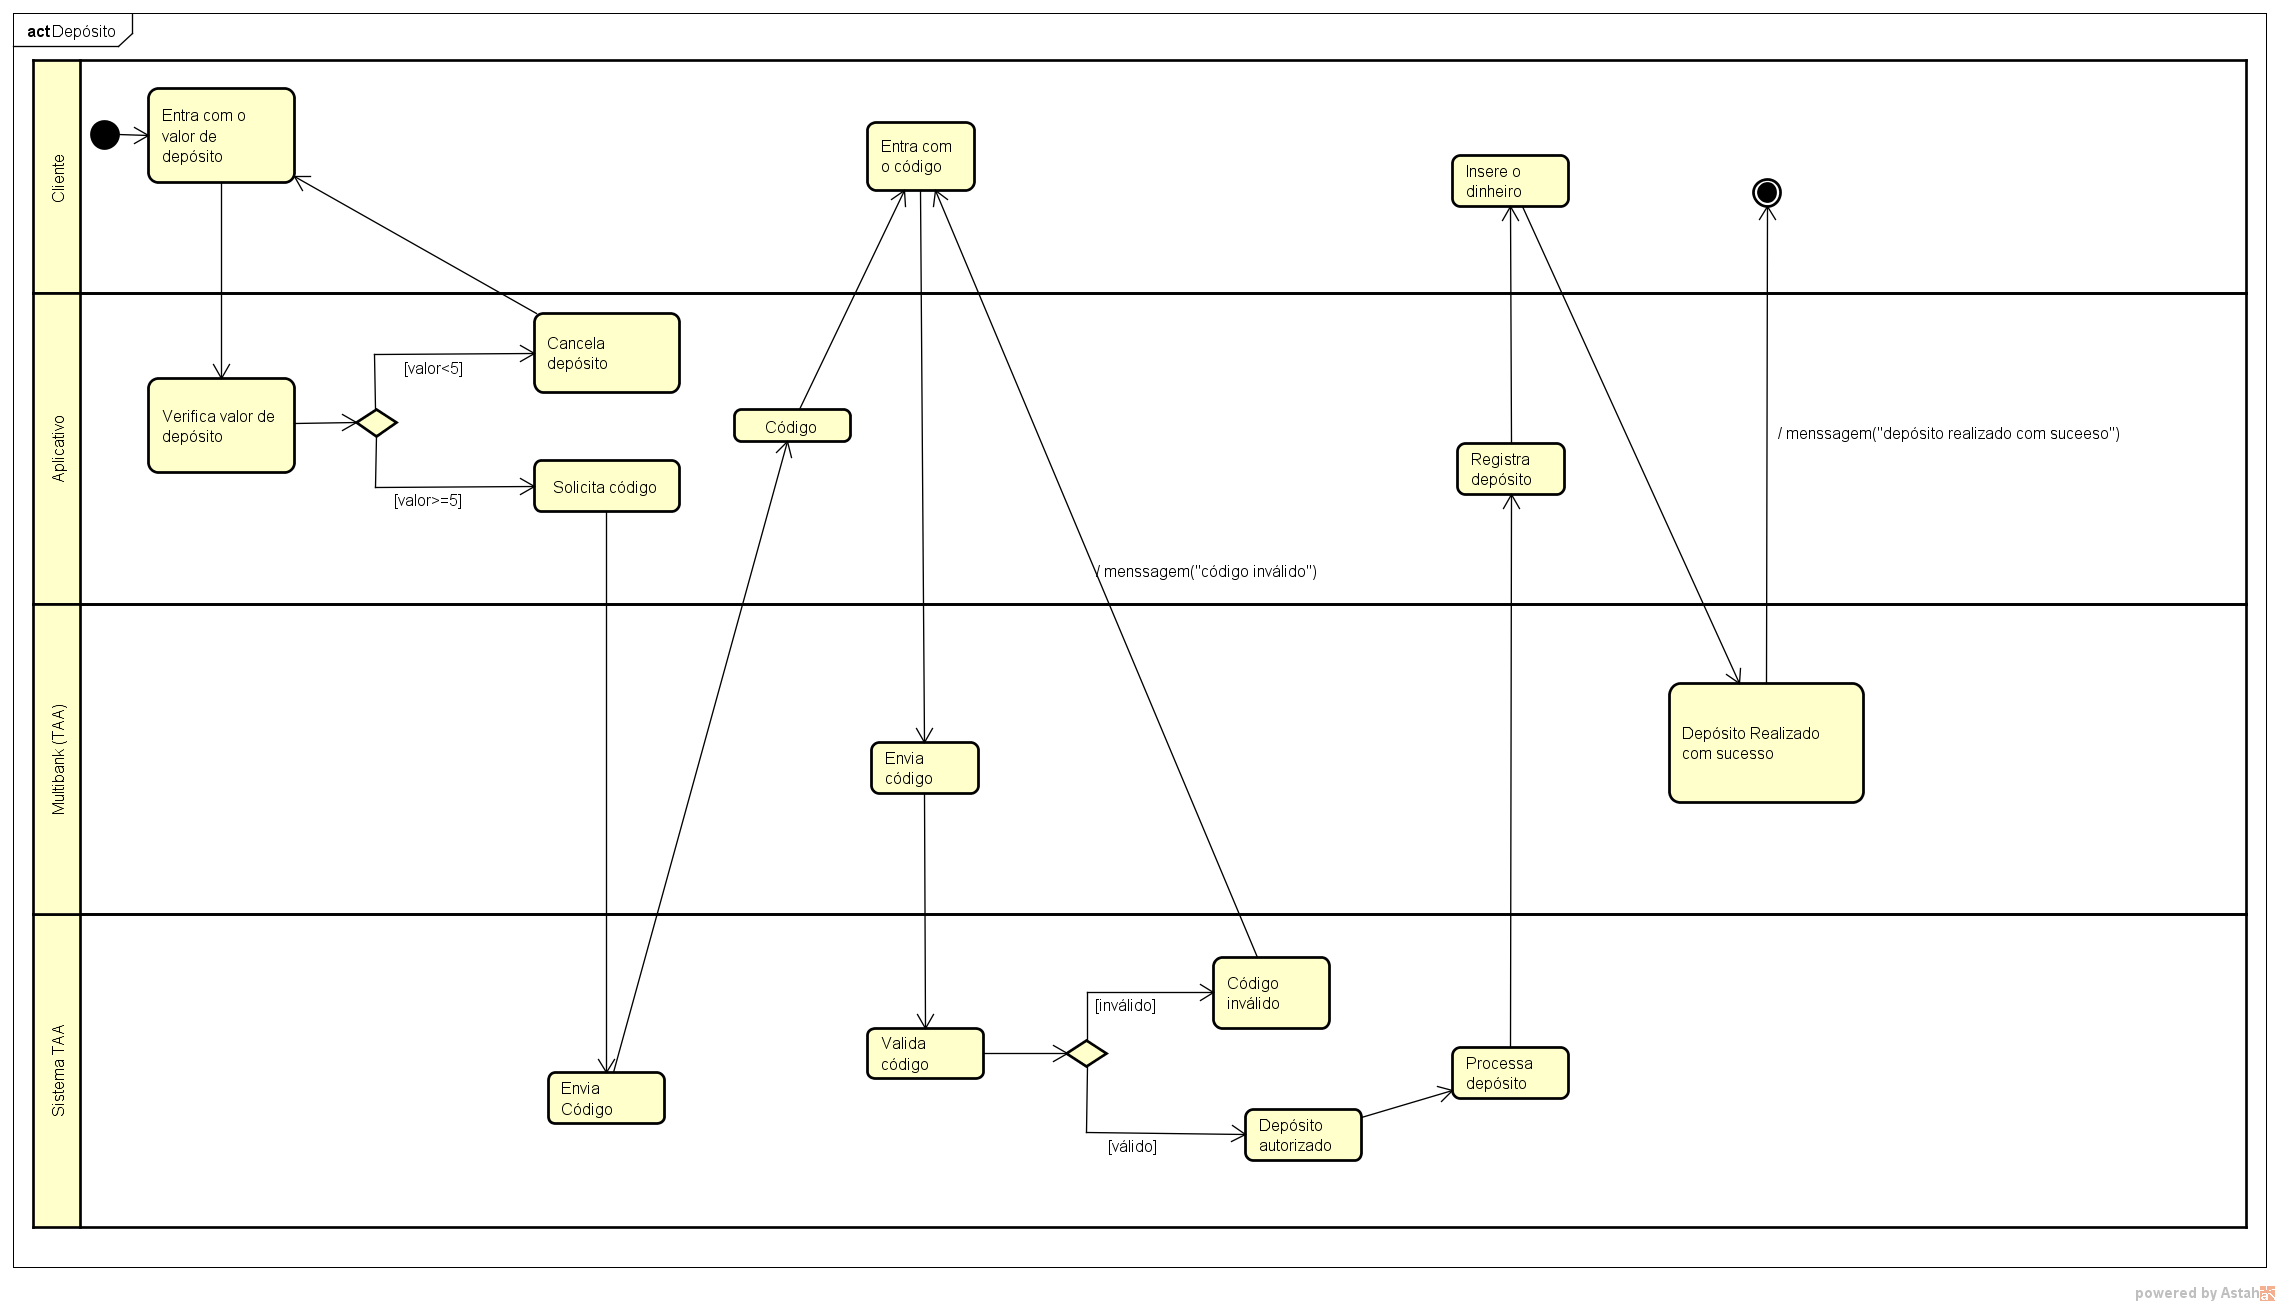 act Depósito
Cliente
Entra com o
valor de
depósito
Entra com
o código
Insere o
dinheiro
Aplicativo
Cancela
depósito
[valor<5]
Verifica valor de
depósito
Código
/ menssagem("depósito realizado com suceeso")
Registra
depósito
Solicita código
[valor>=5]
/ menssagem("código inválido")
Multibank (TAA)
Depósito Realizado
com sucesso
Envia
código
Sistema TAA
Código
inválido
[inválido]
Valida
código
Processa
depósito
Envia
Código
Depósito
autorizado
[válido]
powered by Astah